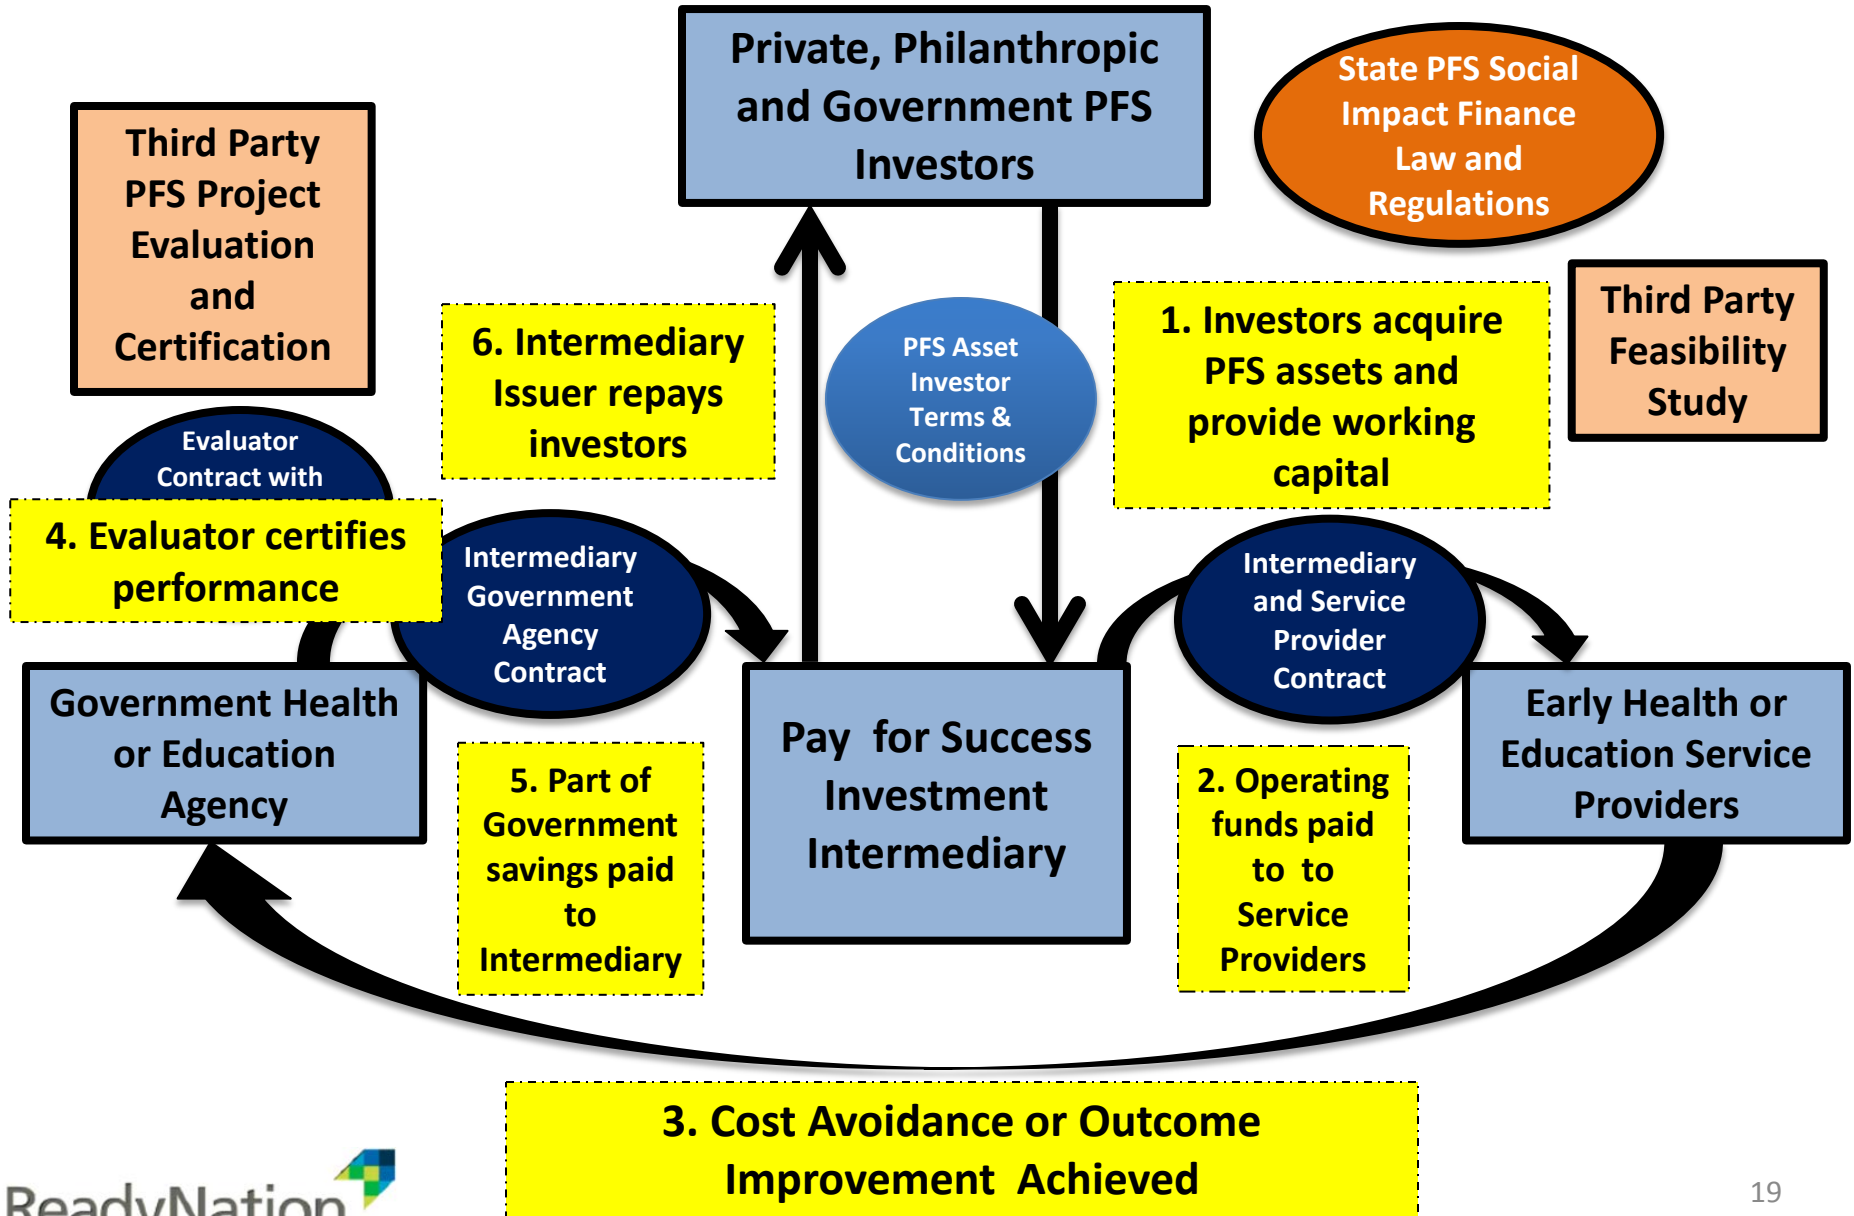 Private, Philanthropic
and Government PFS
Investors
State PFS Social
Impact Finance
Law and
Regulations
Third Party
PFS Project
Evaluation
and
Certification
Third Party
Feasibility
Study
6. Intermediary
Issuer repays
investors
PFS Asset
Investor
Terms &
Conditions
1. Investors acquire
PFS assets and
provide working
capital
Evaluator
Contract with
4. Evaluator certifies
performance
Intermediary
Government
Agency
Contract
Intermediary
and Service
Provider
Contract
Government Health
or Education
Agency
Pay for Success
Investment
Intermediary
Early Health or
Education Service
Providers
5. Part of
Government
savings paid
to
Intermediary
2. Operating
funds paid
to to
Service
Providers
3. Cost Avoidance or Outcome
Improvement Achieved
ReadyNation
19